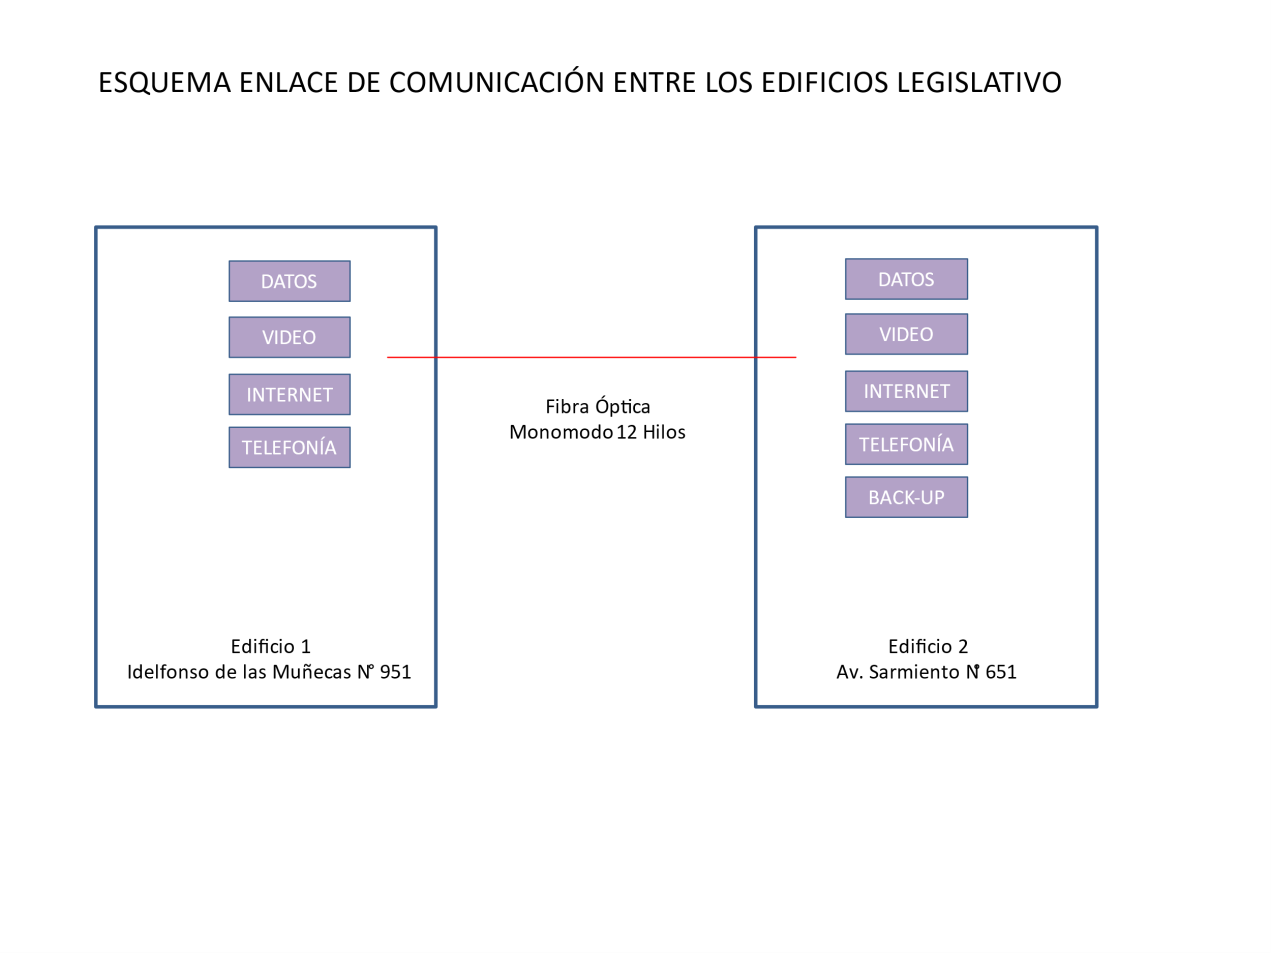 ESQUEMA ENLACE DE COMUNICACIÓN ENTRE LOS EDIFICIOS LEGISLATIVO
DATOS
VIDEO
INTERNET
TELEFONÍA
Edificio 1
Idelfonso de las Muñecas N° 951
Fibra Óptica
Monomodo 12 Hilos
DATOS
VIDEO
INTERNET
TELEFONÍA
BACK-UP
Edificio 2
Av. Sarmiento N° 651